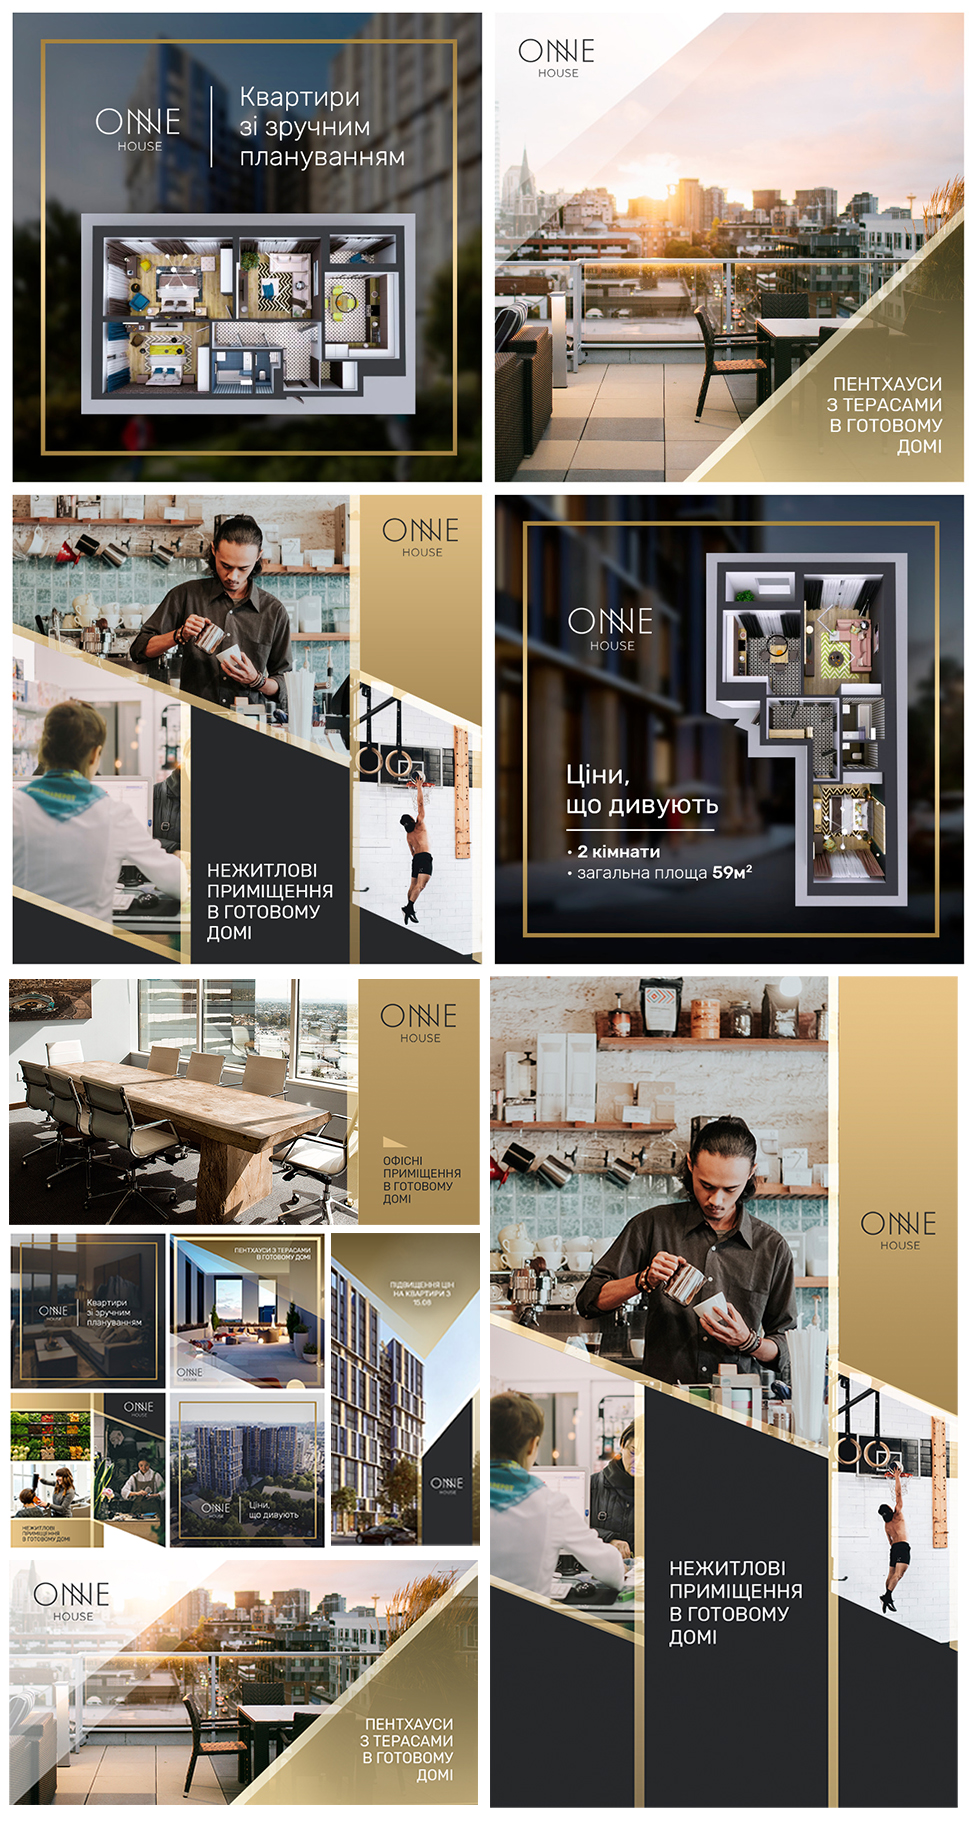 ONNE
HOUSE
Квартири
зі зручним
плануванням
ONNE
HOUSE
ПЕНТХАУСИ
З ТЕРАСАМИ
В ГОТОВОМУ
ДОМІ
ONNE
HOUSE
НЕЖИТЛОВІ
ПРИМІЩЕННЯ
В ГОТОВОМУ
ДОМІ
ONNE
HOUSE
Ціни,
що дивують
• 2 кімнати
• загальна площа 59м²
ONNE
HOUSE
ОФІСНІ
ПРИМІЩЕННЯ
В ГОТОВОМУ
ДОМІ
ONNE
HOUSE
НЕЖИТЛОВІ
ПРИМІЩЕННЯ
В ГОТОВОМУ
ДОМІ
ONNE
HOUSE
Квартири
зі зручним
плануванням
ПЕНТХАУСИ З ТЕРАСАМИ
В ГОТОВОМУ ДОМІ
ONNE
HOUSE
ПІДВИЩЕННЯ ЦІН
НА КВАРТИРИ З
15.08
ONNE
HOUSE
ONNE
HOUSE
НЕЖИТЛОВІ
ПРИМІЩЕННЯ
В ГОТОВОМУ ДОМІ
ONNE
HOUSE
Ціни,
що дивують
ONNE
HOUSE
ПЕНТХАУСИ
З ТЕРАСАМИ
В ГОТОВОМУ
ДОМІ